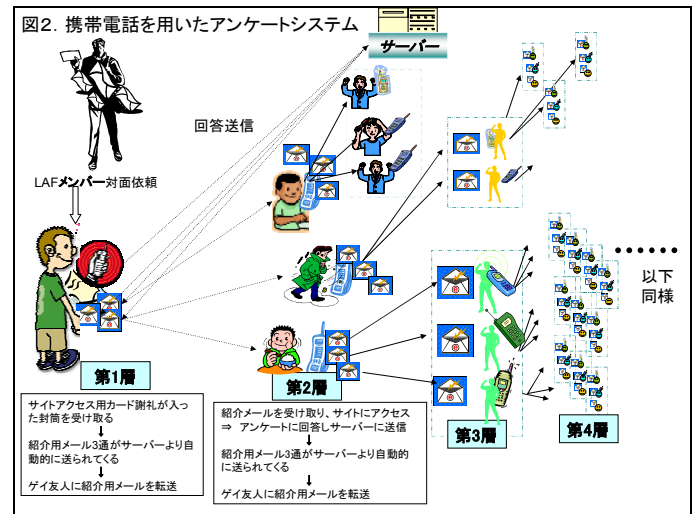 図2．携帯電話を用いたアンケートシステム
サーバー
回答送信
LAFメンバー対面依頼
以下
同様
第1層
第2層
第3層
第4層
サイトアクセス用カード謝礼が入っ
た封筒を受け取る
紹介用メール3通がサーバーより自
動的に送られてくる
ゲイ友人に紹介用メールを転送
紹介メールを受け取り、サイトにアクセス
⇒ アンケートに回答しサーバーに送信
紹介用メール3通がサーバーより自動的
に送られてくる
ゲイ友人に紹介用メールを転送